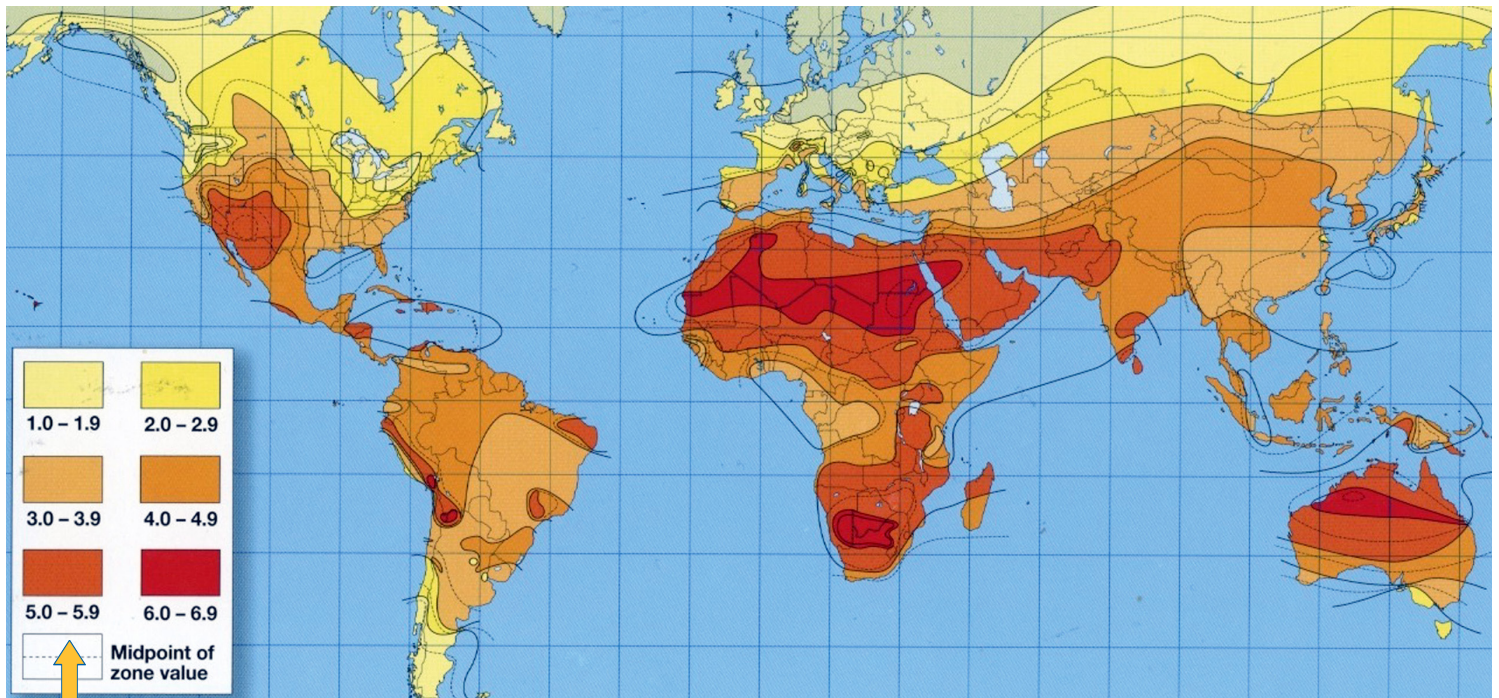 1.0 – 1.9 2.0 – 2.9
3.0 – 3.9 4.0 – 4.9
5.0 – 5.9 6.0 – 6.9
Midpoint of
zone value